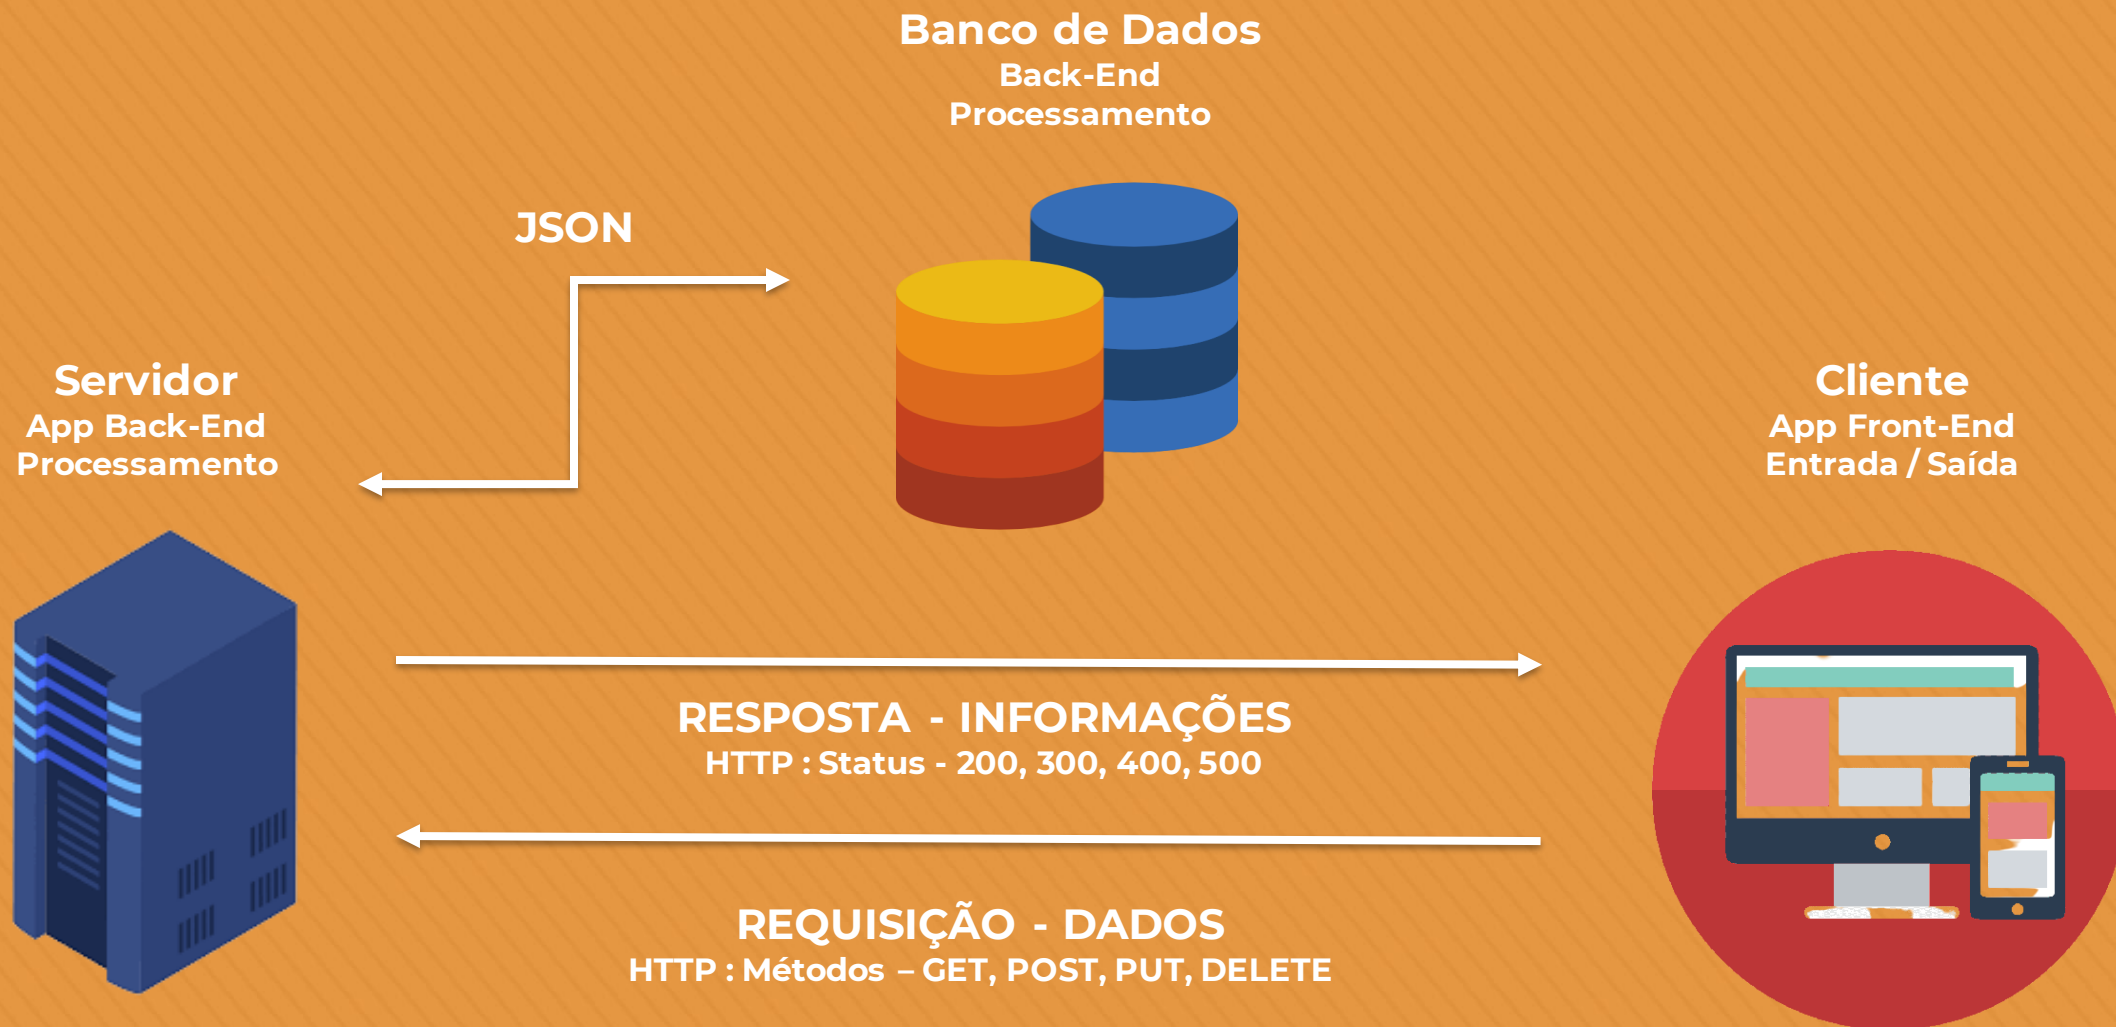 Banco de Dados
Back-End
Processamento
JSON
Servidor
App Back-End
Processamento
Cliente
App Front-End
Entrada / Saída
RESPOSTA - INFORMAÇÕES
HTTP : Status - 200, 300, 400, 500
REQUISIÇÃO - DADOS
HTTP : Métodos – GET, POST, PUT, DELETE